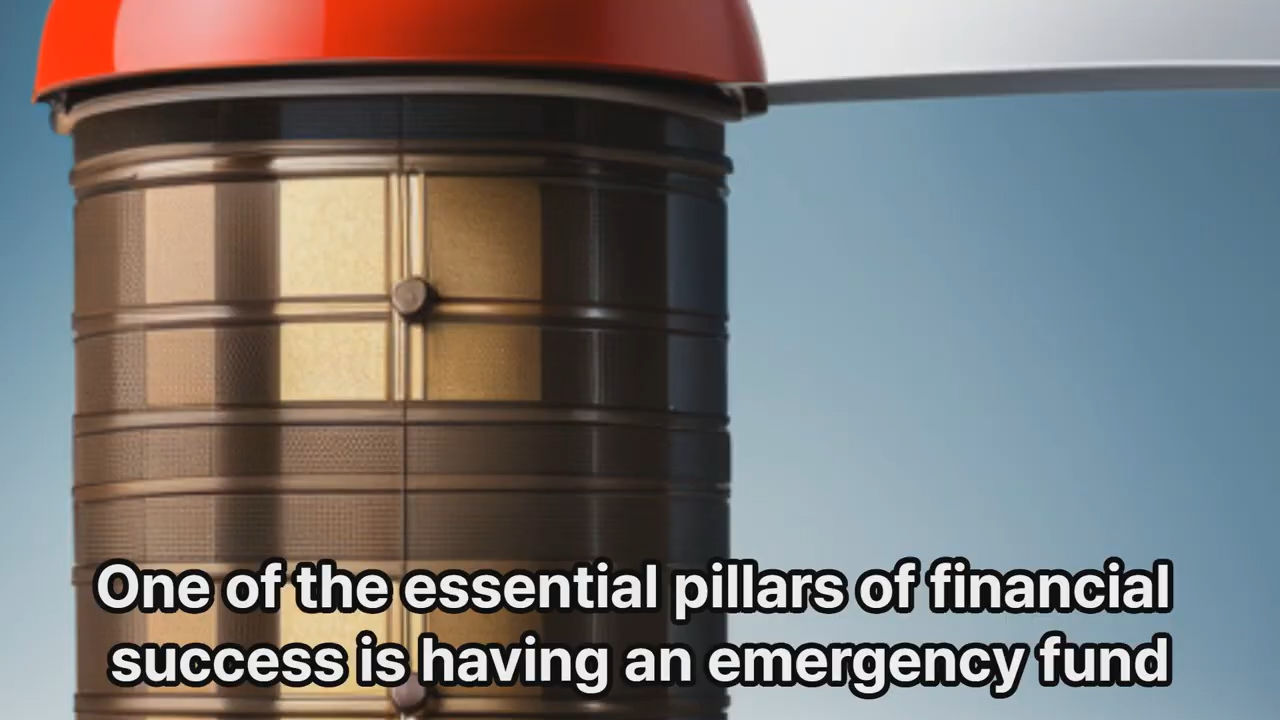 One of the essential pillars of financial
success is having an emergency fund